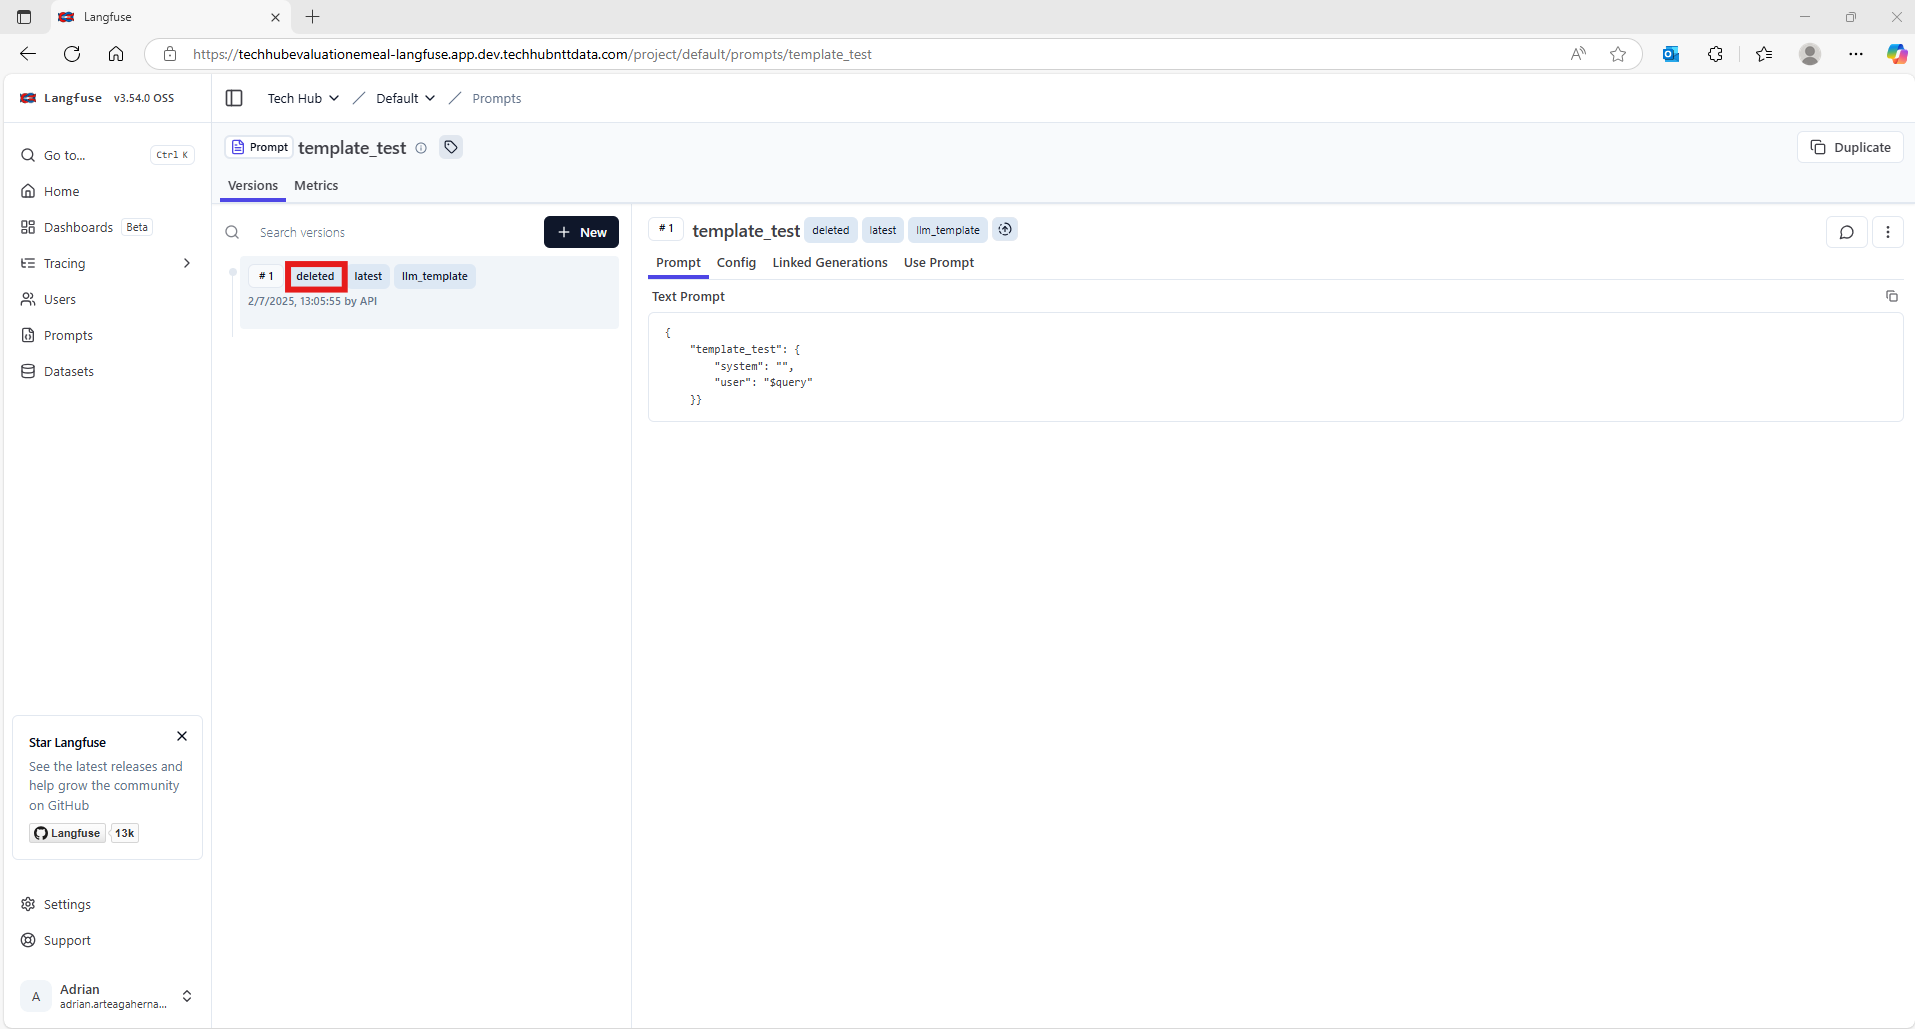 Langfuse
https://techhubevaluationemeal-langfuse.app.dev.techhubnttdata.com/project/default/prompts/template_test
Langfuse v3.54.0 OSS
Tech Hub / Default / Prompts
Go to... Ctrl K
Home
Dashboards Beta
Tracing
Users
Prompts
Datasets
Star Langfuse
See the latest releases and
help grow the community
on GitHub
Langfuse 13k
Settings
Support
A
Adrian
adrian.arteagaherna...
Prompt template_test
Duplicate
Versions Metrics
Search versions
+ New
# 1 deleted latest llm_template
2/7/2025, 13:05:55 by API
# 1 template_test deleted latest llm_template
Prompt Config Linked Generations Use Prompt
Text Prompt
{
"template_test": {
"system": "",
"user": "$query"
}}